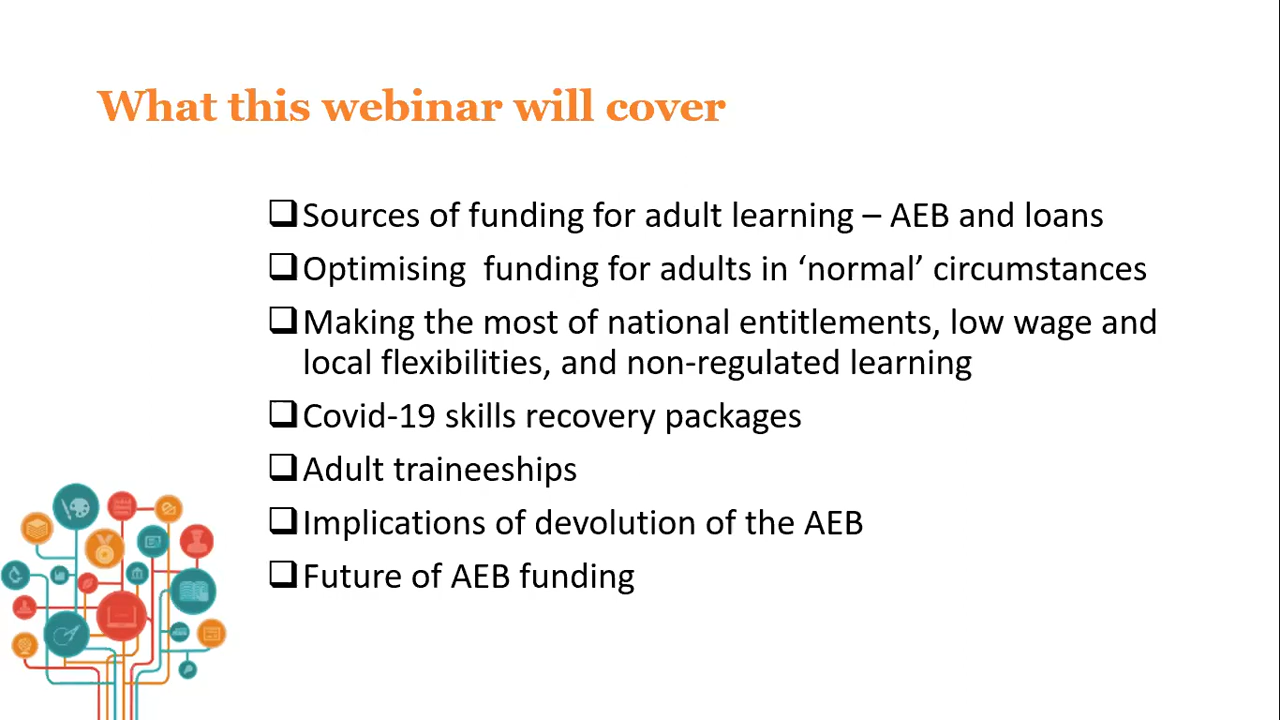 What this webinar will cover
Sources of funding for adult learning – AEB and loans
Optimising  funding for adults in ‘normal’ circumstances
Making the most of national entitlements, low wage and
local flexibilities, and non-regulated learning
Covid-19 skills recovery packages
Adult traineeships
Implications of devolution of the AEB
Future of AEB funding